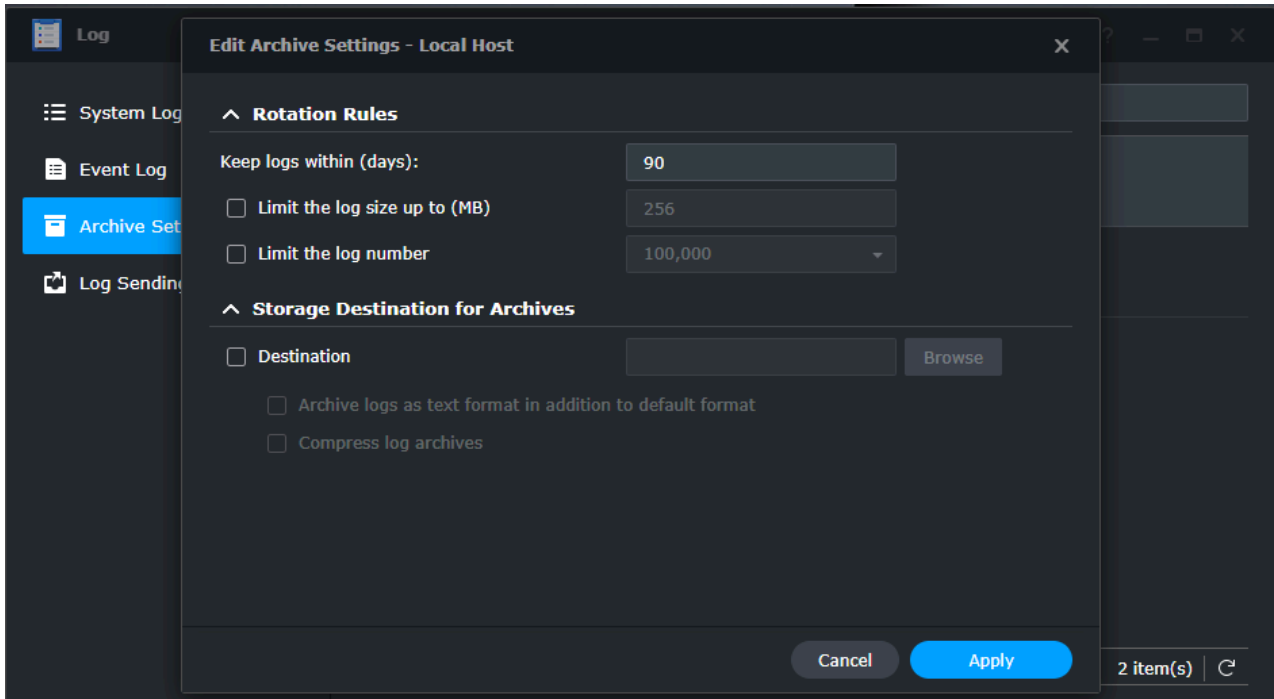 Log
Edit Archive Settings - Local Host
?
System Log
Rotation Rules
Keep logs within (days):
90
Event Log
Limit the log size up to (MB)
256
Archive Set
Limit the log number
100,000
Log Sending
Storage Destination for Archives
Destination
Browse
Archive logs as text format in addition to default format
Compress log archives
Cancel
Apply
2 item(s)